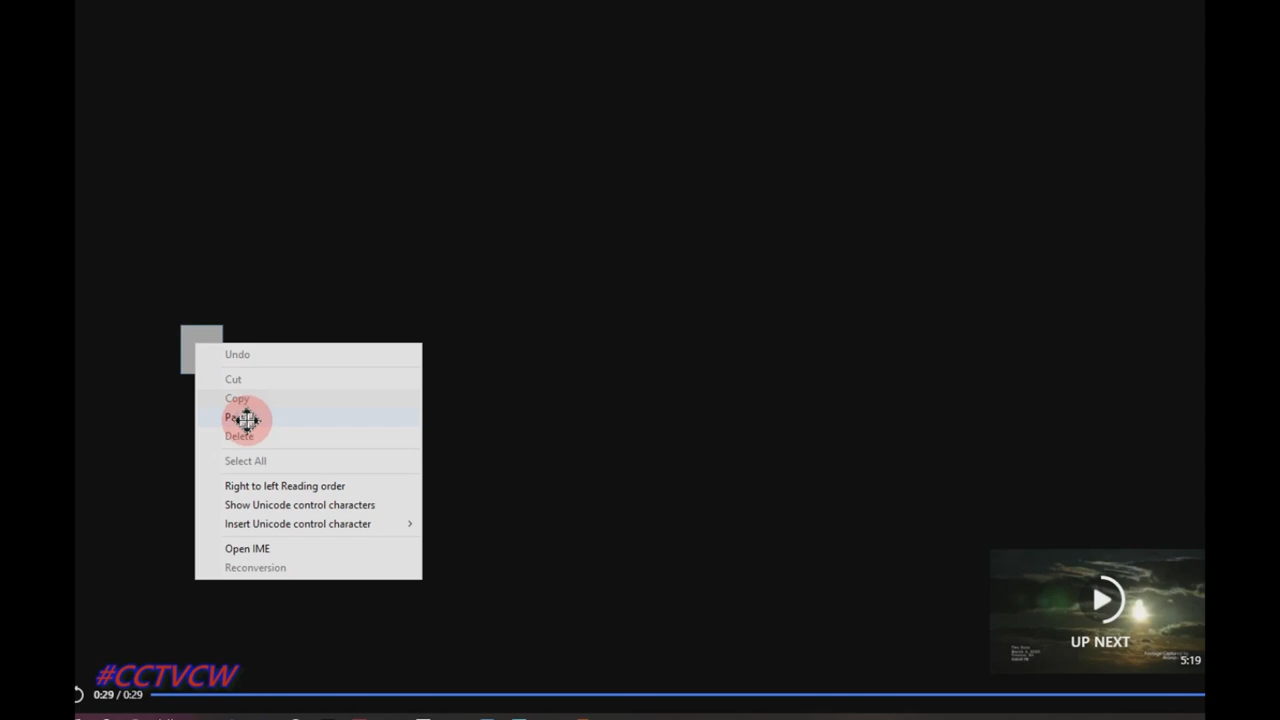 Undo
Cut
Copy
Delete
Select All
Right to left Reading order
Show Unicode control characters
Insert Unicode control character
Open IME
Reconversion
UP NEXT
5:19
#CCTVCW
0:29 / 0:29